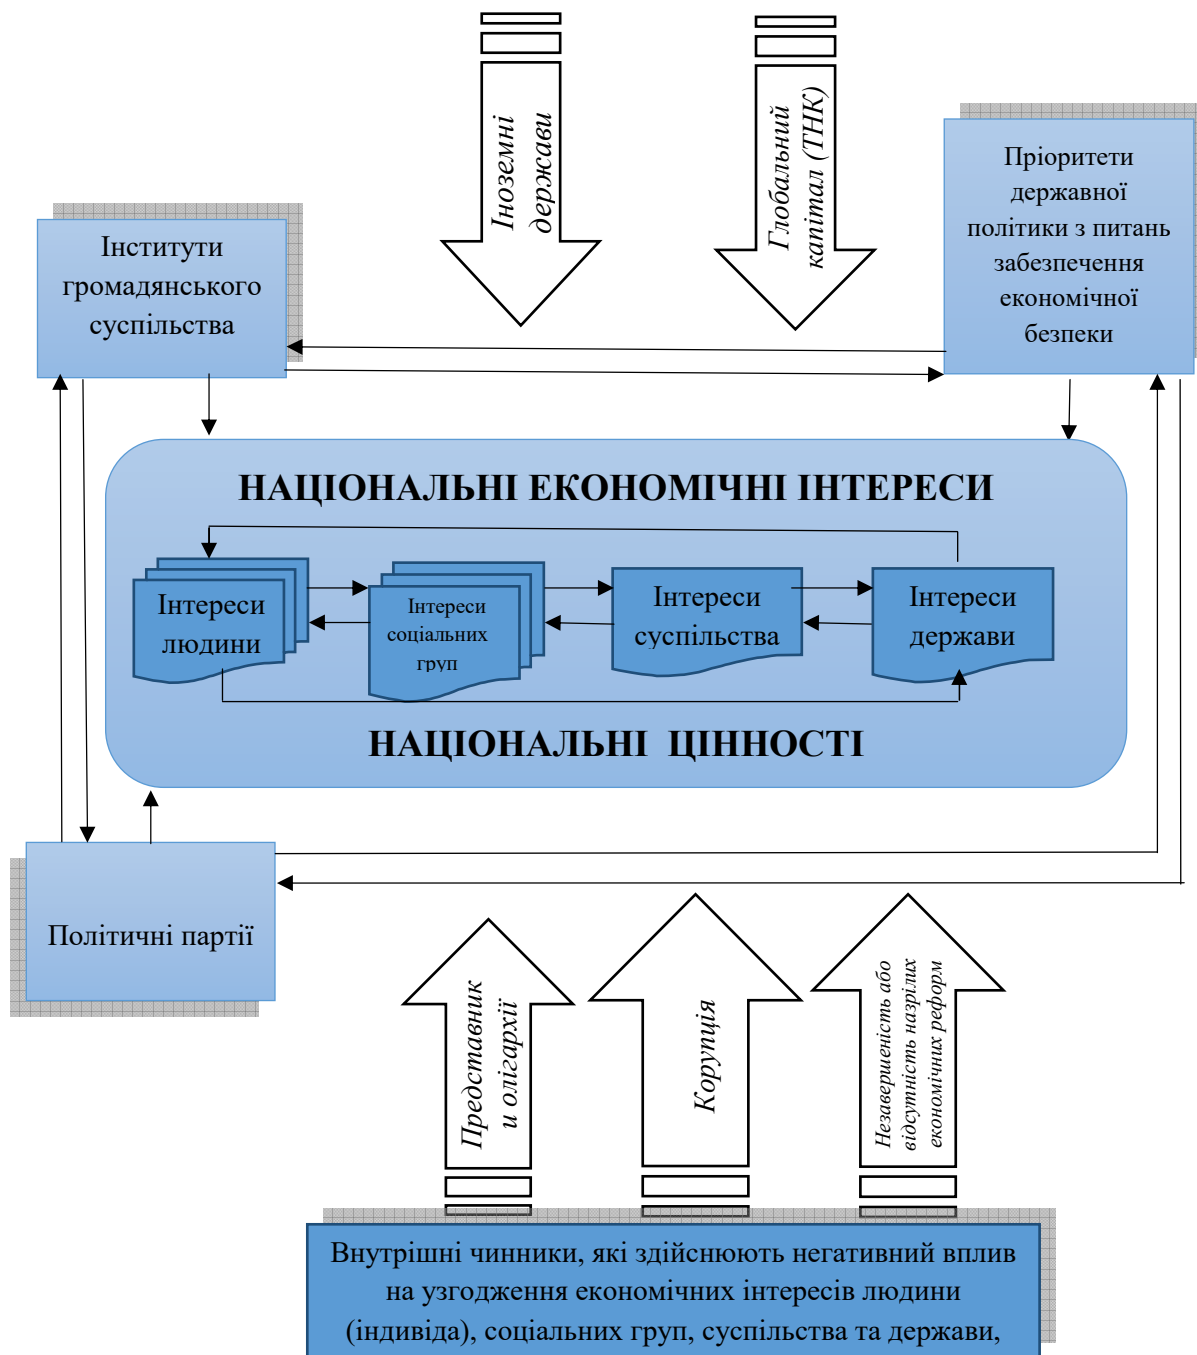 Іноземні
держави
Глобальний
капітал (ТНК)
Пріоритети
державної
політики з питань
забезпечення
економічної
безпеки
Інститути
громадянського
суспільства
НАЦІОНАЛЬНІ ЕКОНОМІЧНІ ІНТЕРЕСИ
Інтереси
людини
Інтереси
соціальних
груп
Інтереси
суспільства
Інтереси
держави
НАЦІОНАЛЬНІ ЦІННОСТІ
Політичні партії
Представник
и олігархії
Корупція
Незавершеність або
відсутність назрілих
економічних реформ
Внутрішні чинники, які здійснюють негативний вплив
на узгодження економічних інтересів людини
(індивіда), соціальних груп, суспільства та держави,